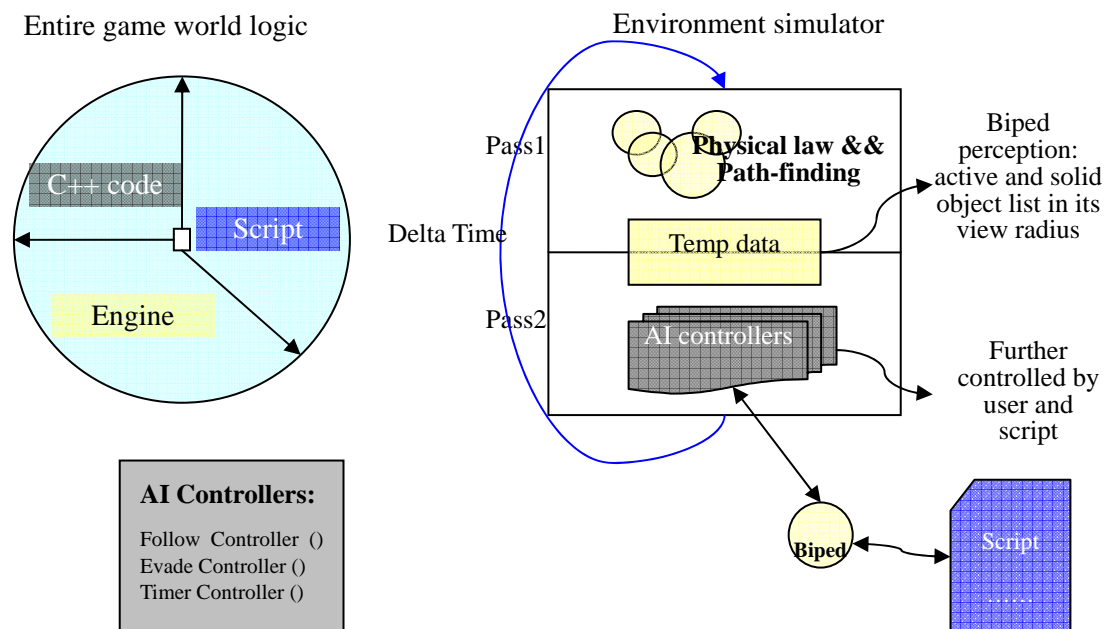 Entire game world logic
C++ code
Script
Engine
AI Controllers:
Follow Controller ()
Evade Controller ()
Timer Controller ()
Environment simulator
Pass1
Physical law &&
Path-finding
Delta Time
Temp data
Pass2
AI controllers
Biped
perception:
active and solid
object list in its
view radius
Further
controlled by
user and
script
Biped
Script
……